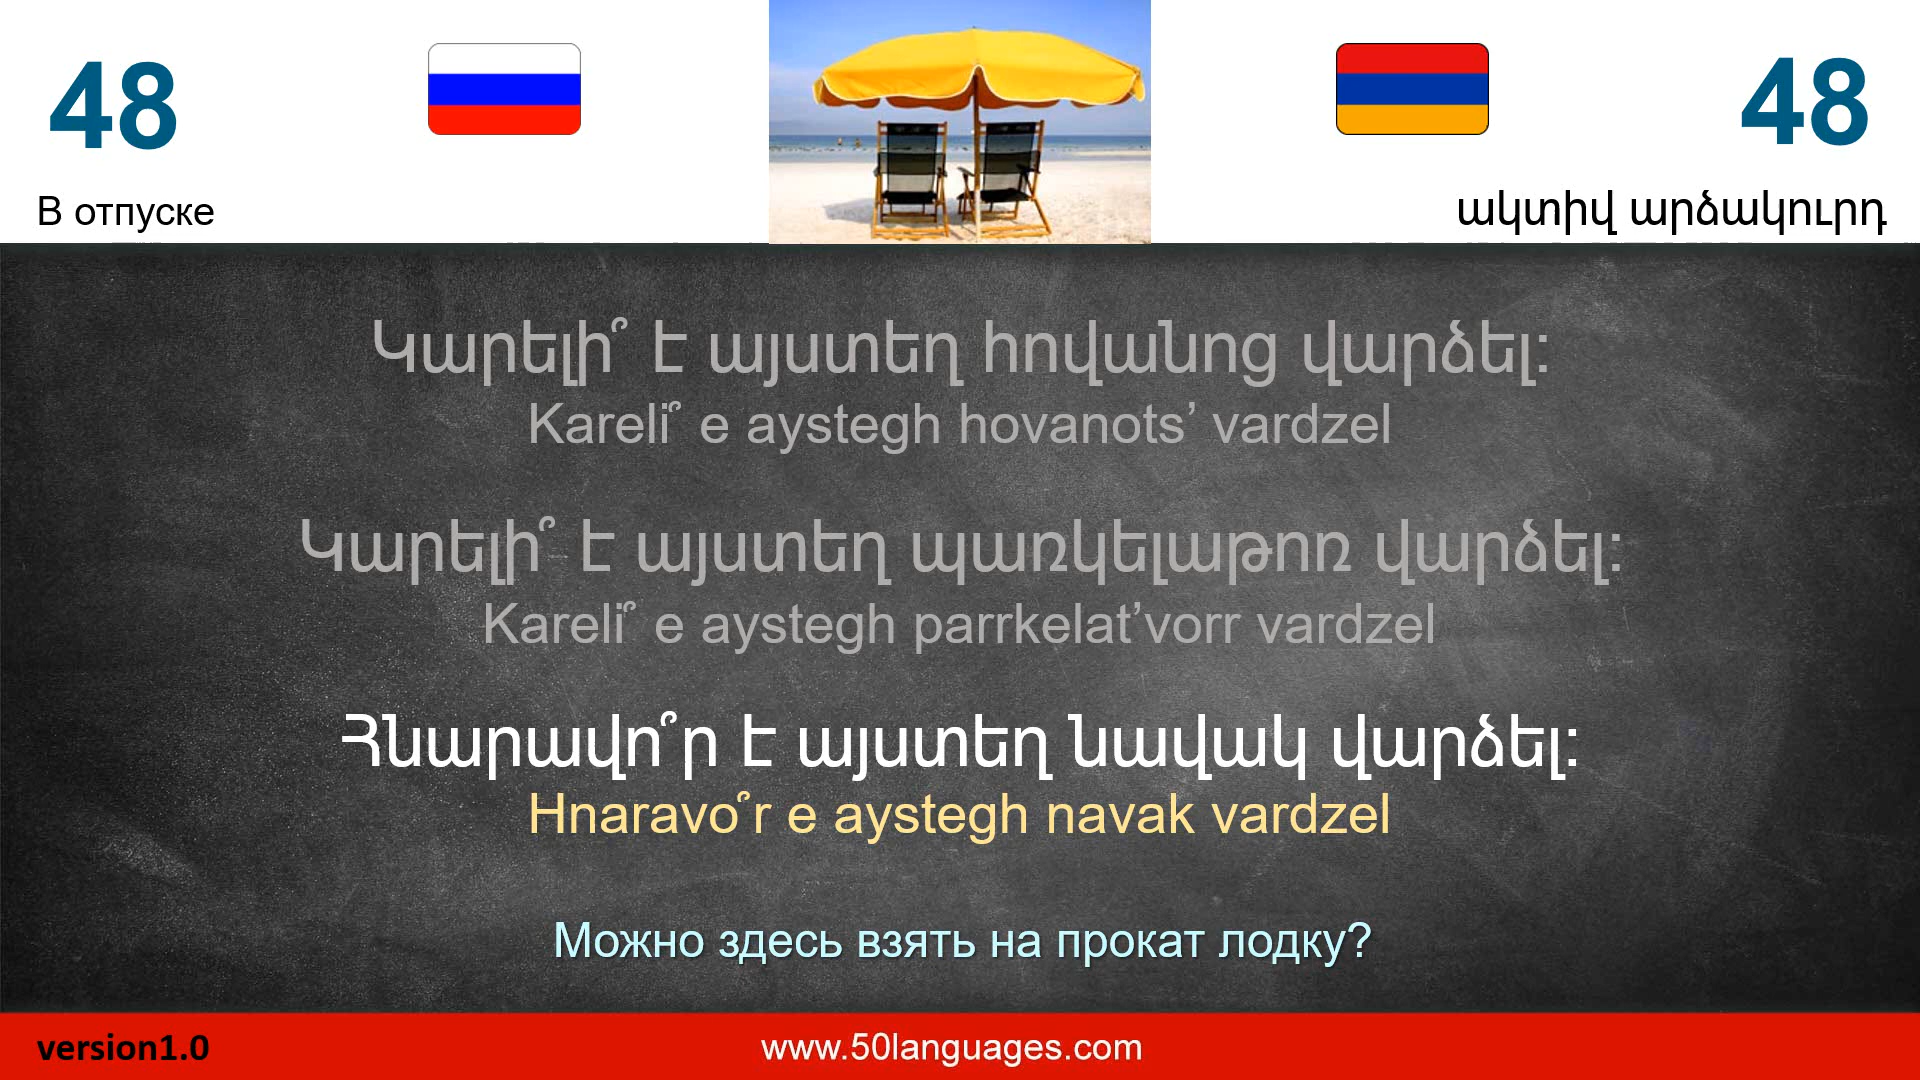 48
48
В отпуске
ակտիվ արձակուրդ
Կարելի՞ է այստեղ հովանոց վարձել:
Kareli՞ e aystegh hovanots’ vardzel
Կարելի՞ է այստեղ պառկելաթոռ վարձել:
Kareli՞ e aystegh parrkelat’vorr vardzel
Հնարավո՞ր է այստեղ նավակ վարձել:
Hnaravo՞r e aystegh navak vardzel
Можно здесь взять на прокат лодку?
version1.0
www.50languages.com